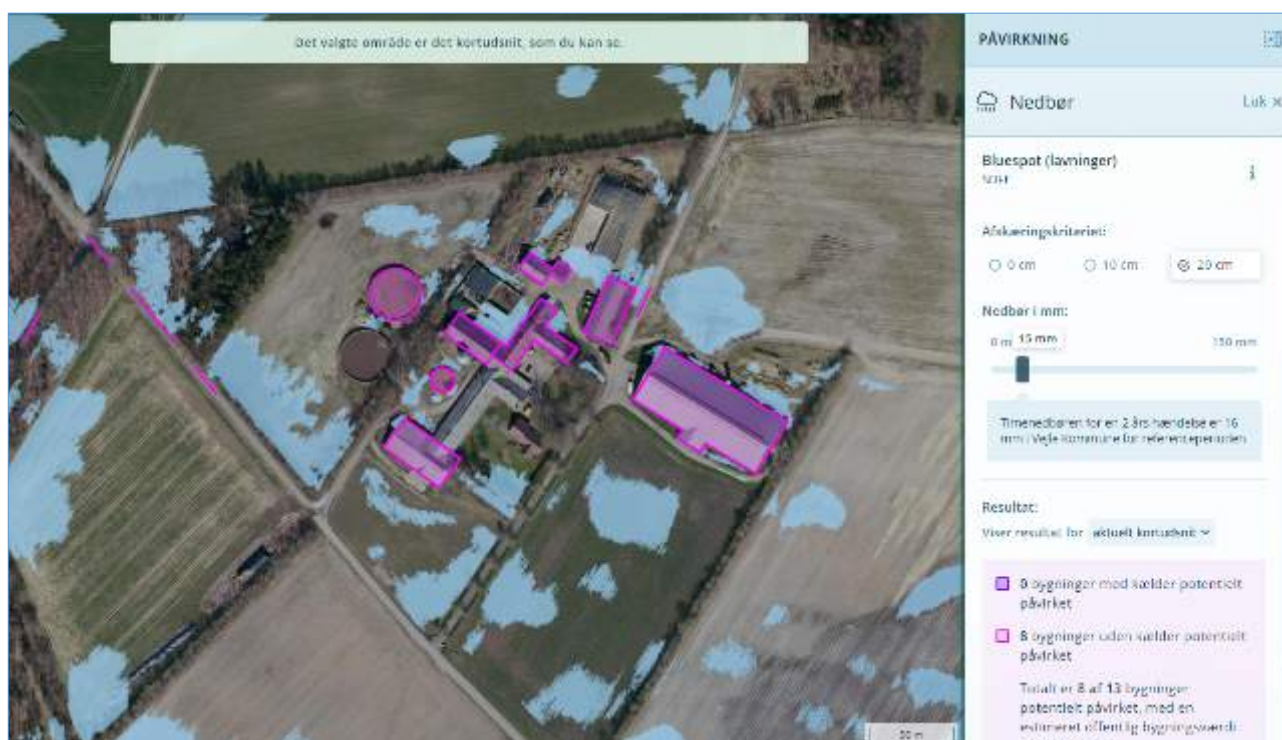 Det valgte område er det kortudsnit, som du kan se.
PÅVIRKNING
Nedbør
Luk ×
Bluespot (lavninger)
Afskæringskriteriet:
0 cm 10 cm 20 cm
Nedbør i mm:
0 m 15 mm 150 mm
Timenedbøren for en 2 års hændelse er 16
mm i Vejle Kommune for referenceperioden
Resultat:
Viser resultat for aktuelt kortudsnit
0 bygninger med kælder potentielt
påvirket
8 bygninger uden kælder potentielt
påvirket
Totalt er 8 af 13 bygninger
potentielt påvirket, med en
estimeret offentlig bygningsværdi
50 m